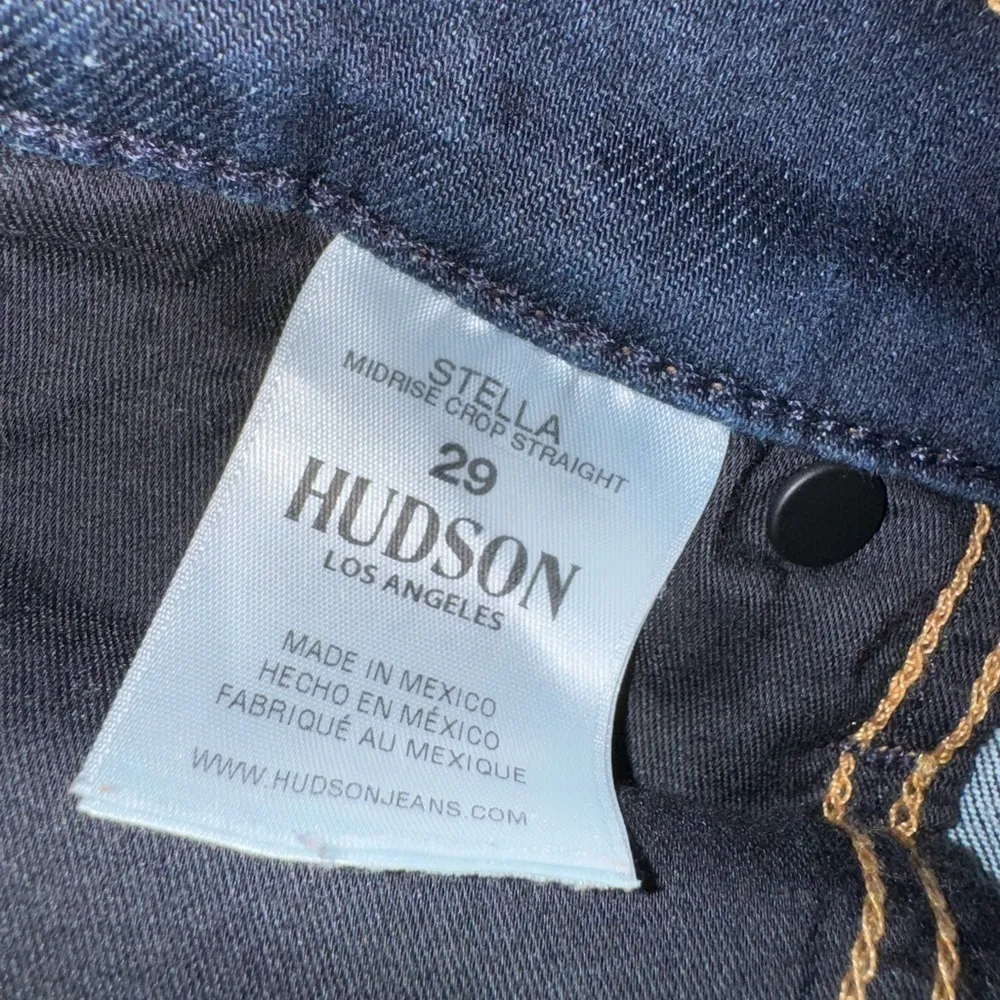 STELLA
MIDRISE CROP STRAIGHT
29
HUDSON
LOS ANGELES
MADE IN MEXICO
HECHO EN MÉXICO
FABRIQUÉ AU MEXIQUE
WWW.HUDSONJEANS.COM